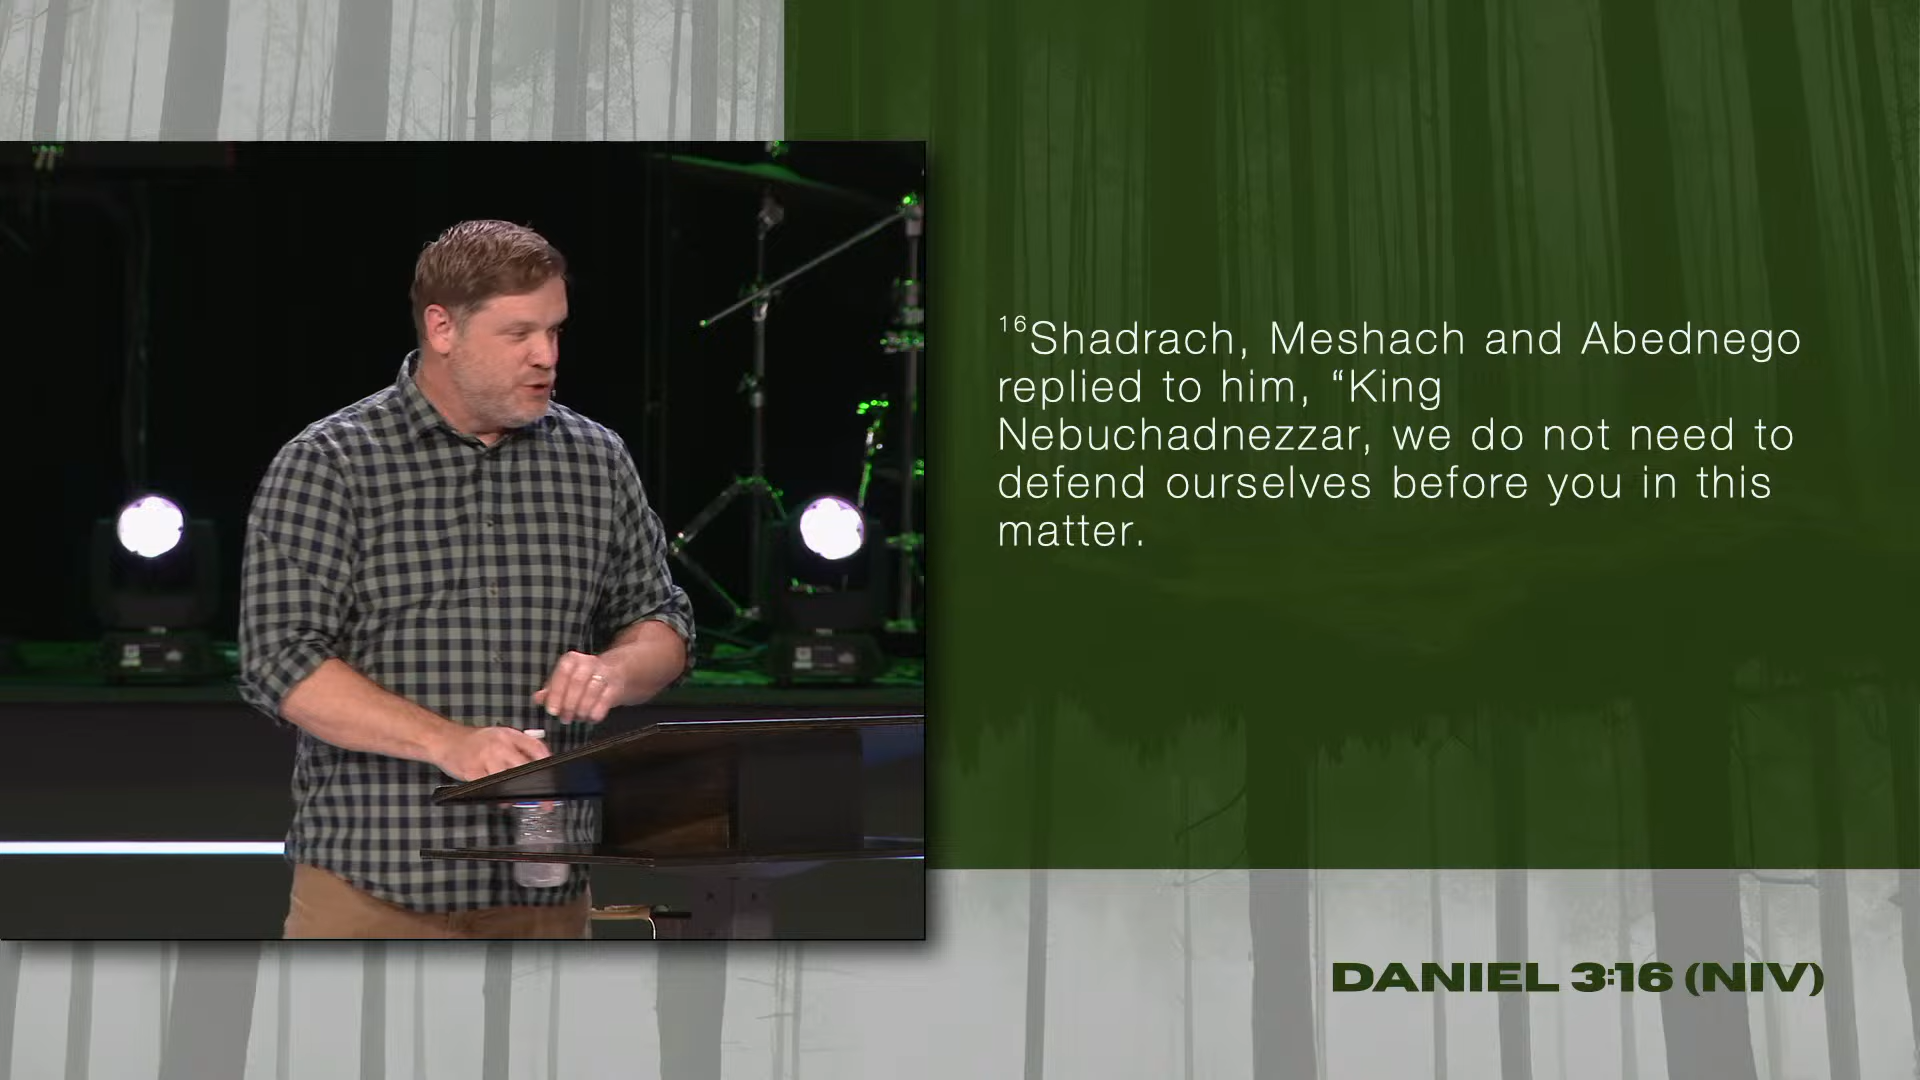 ¹⁶Shadrach, Meshach and Abednego
replied to him, “King
Nebuchadnezzar, we do not need to
defend ourselves before you in this
matter.
DANIEL 3:16 (NIV)